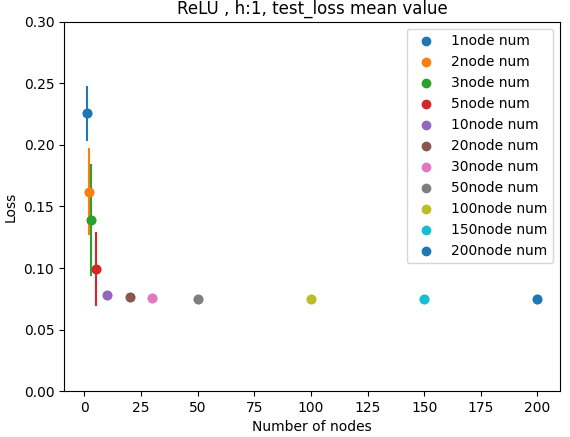 ReLU , h:1, test_loss mean value
0.30
0.25
0.20
0.15
0.10
0.05
0.00
Loss
1node num
2node num
3node num
5node num
10node num
20node num
30node num
50node num
100node num
150node num
200node num
0 25 50 75 100 125 150 175 200
Number of nodes